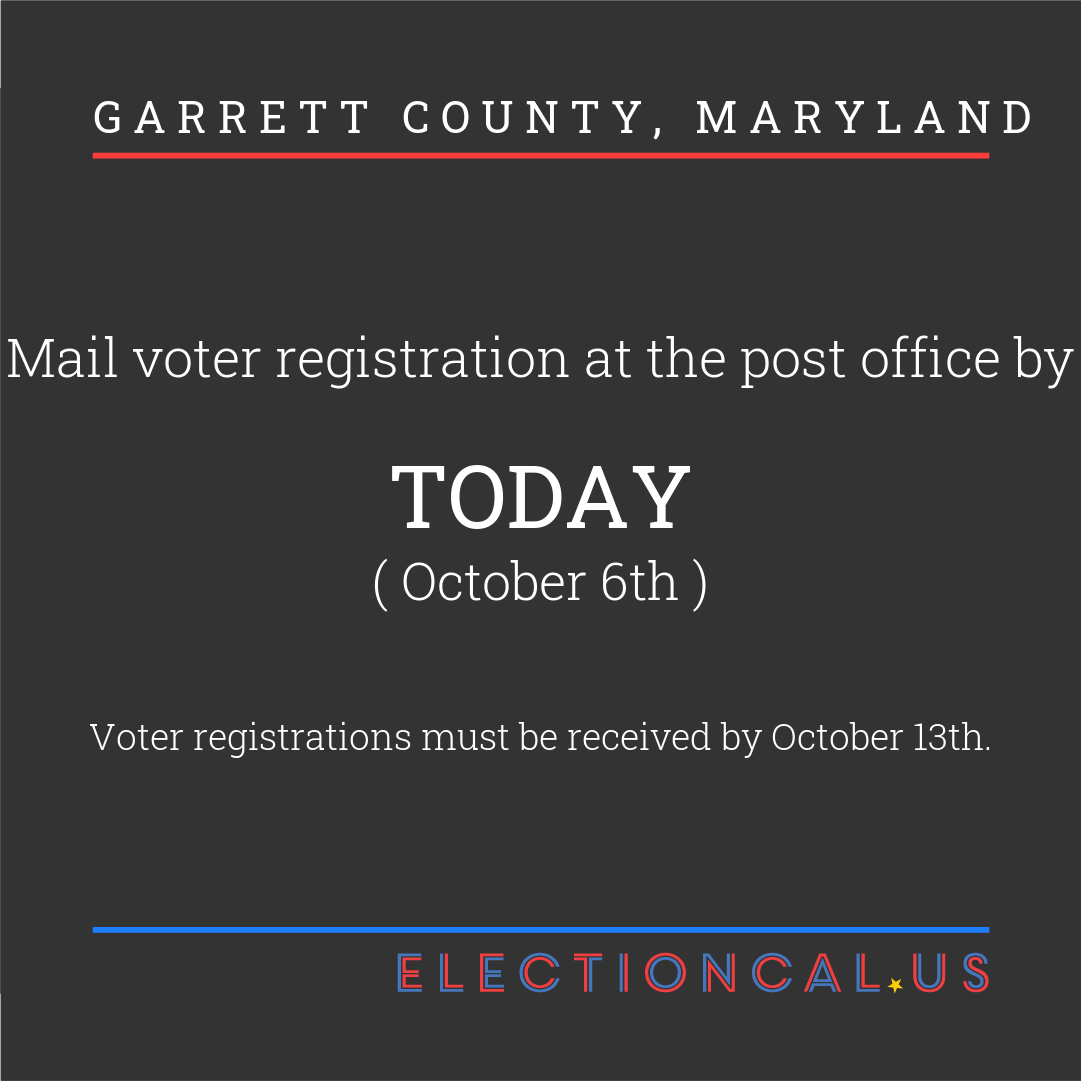 GARRETT COUNTY, MARYLAND
Mail voter registration at the post office by
TODAY
( October 6th )
Voter registrations must be received by October 13th.
ELECTIONCAL.US